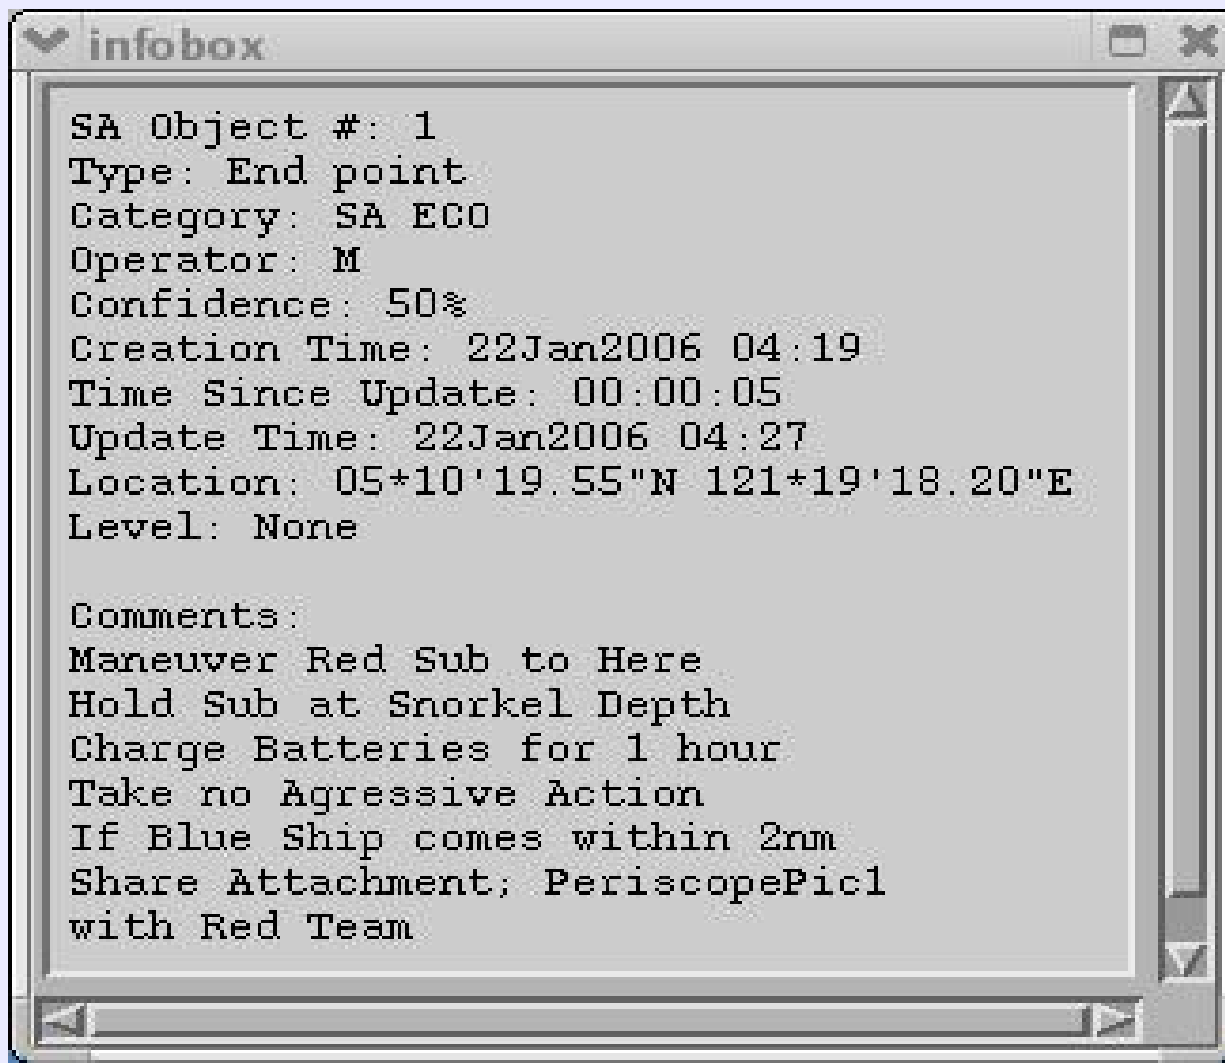 infobox
SA Object #: 1
Type: End point
Category: SA ECO
Operator: M
Confidence: 50%
Creation Time: 22Jan2006 04:19
Time Since Update: 00:00:05
Update Time: 22Jan2006 04:27
Location: 05*10'19.55"N 121*19'18.20"E
Level: None
Comments:
Maneuver Red Sub to Here
Hold Sub at Snorkel Depth
Charge Batteries for 1 hour
Take no Agressive Action
If Blue Ship comes within 2nm
Share Attachment; PeriscopePic1
with Red Team